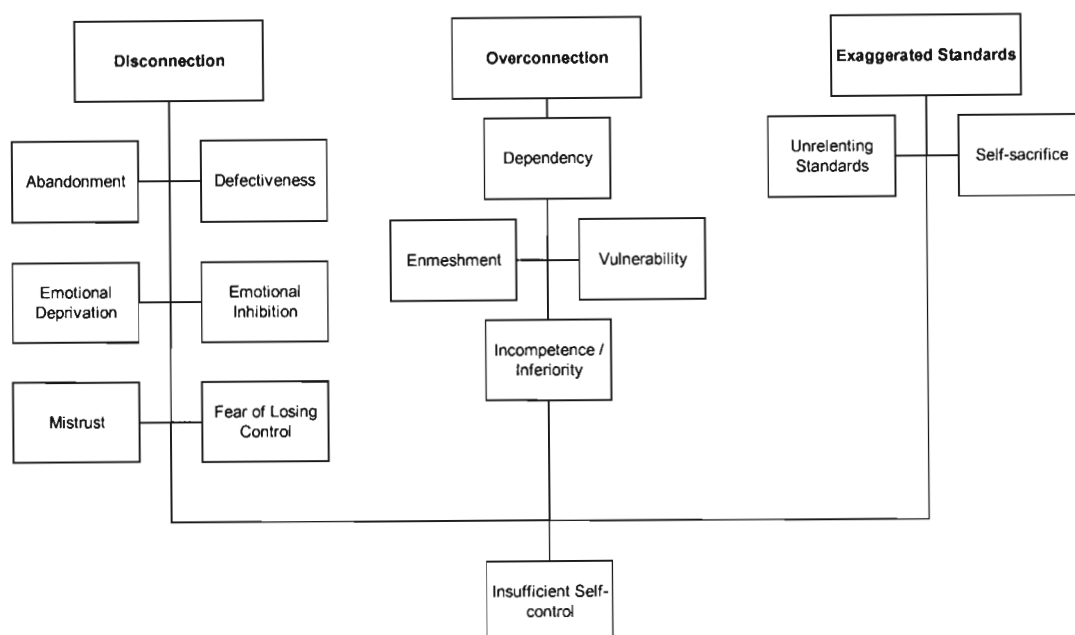 Disconnection
Overconnection
Exaggerated Standards
Abandonment
Defectiveness
Emotional
Deprivation
Emotional
Inhibition
Mistrust
Fear of Losing
Control
Dependency
Enmeshment
Vulnerability
Incompetence /
Inferiority
Unrelenting
Standards
Self-sacrifice
Insufficient Self-
control